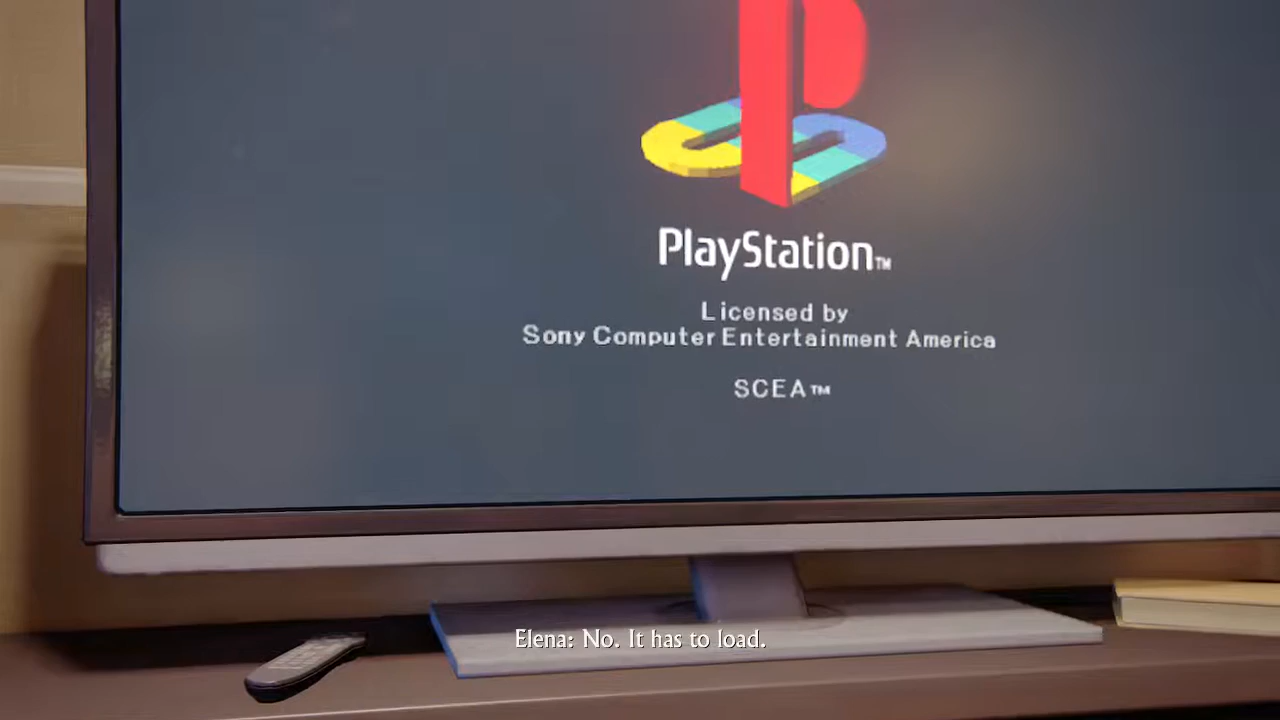 PlayStation™
Licensed by
Sony Computer Entertainment America
SCEA™
Elena: No. It has to load.